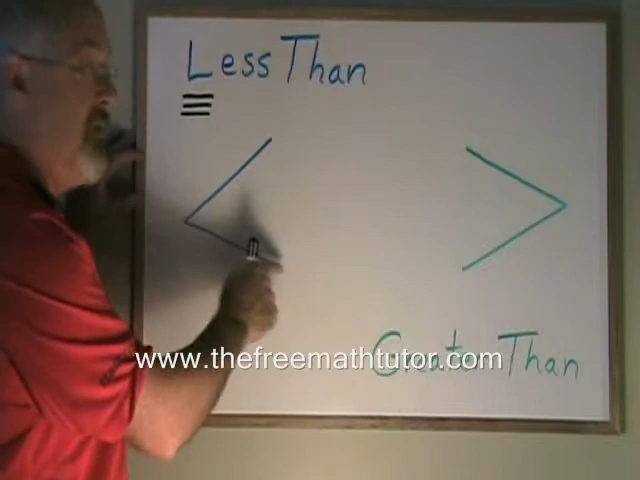 Less Than
<
>
www.thefreemathtutor.com
Greater Than